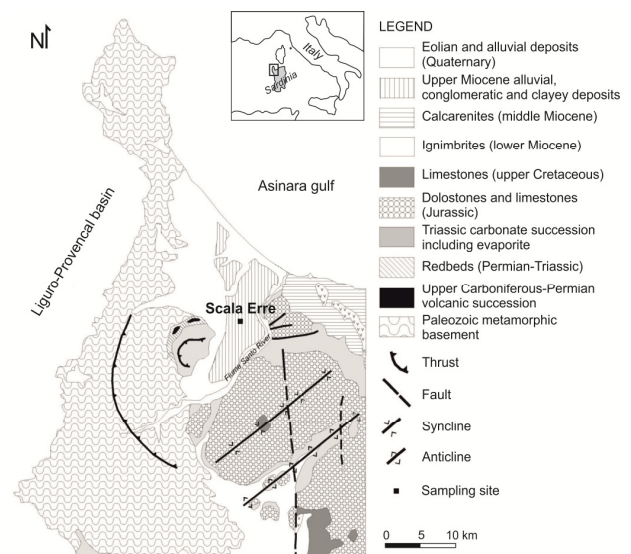 N
Italy
Sardinia
Asinara gulf
Liguro-Provencal basin
Scala Erre
Fiume Santo River
LEGEND
Eolian and alluvial deposits
(Quaternary)
Upper Miocene alluvial,
conglomeratic and clayey deposits
Calcarenites (middle Miocene)
Ignimbrites (lower Miocene)
Limestones (upper Cretaceous)
Dolostones and limestones
(Jurassic)
Triassic carbonate succession
including evaporite
Redbeds (Permian-Triassic)
Upper Carboniferous-Permian
volcanic succession
Paleozoic metamorphic
basement
Thrust
Fault
Syncline
Anticline
Sampling site
0 5 10 km